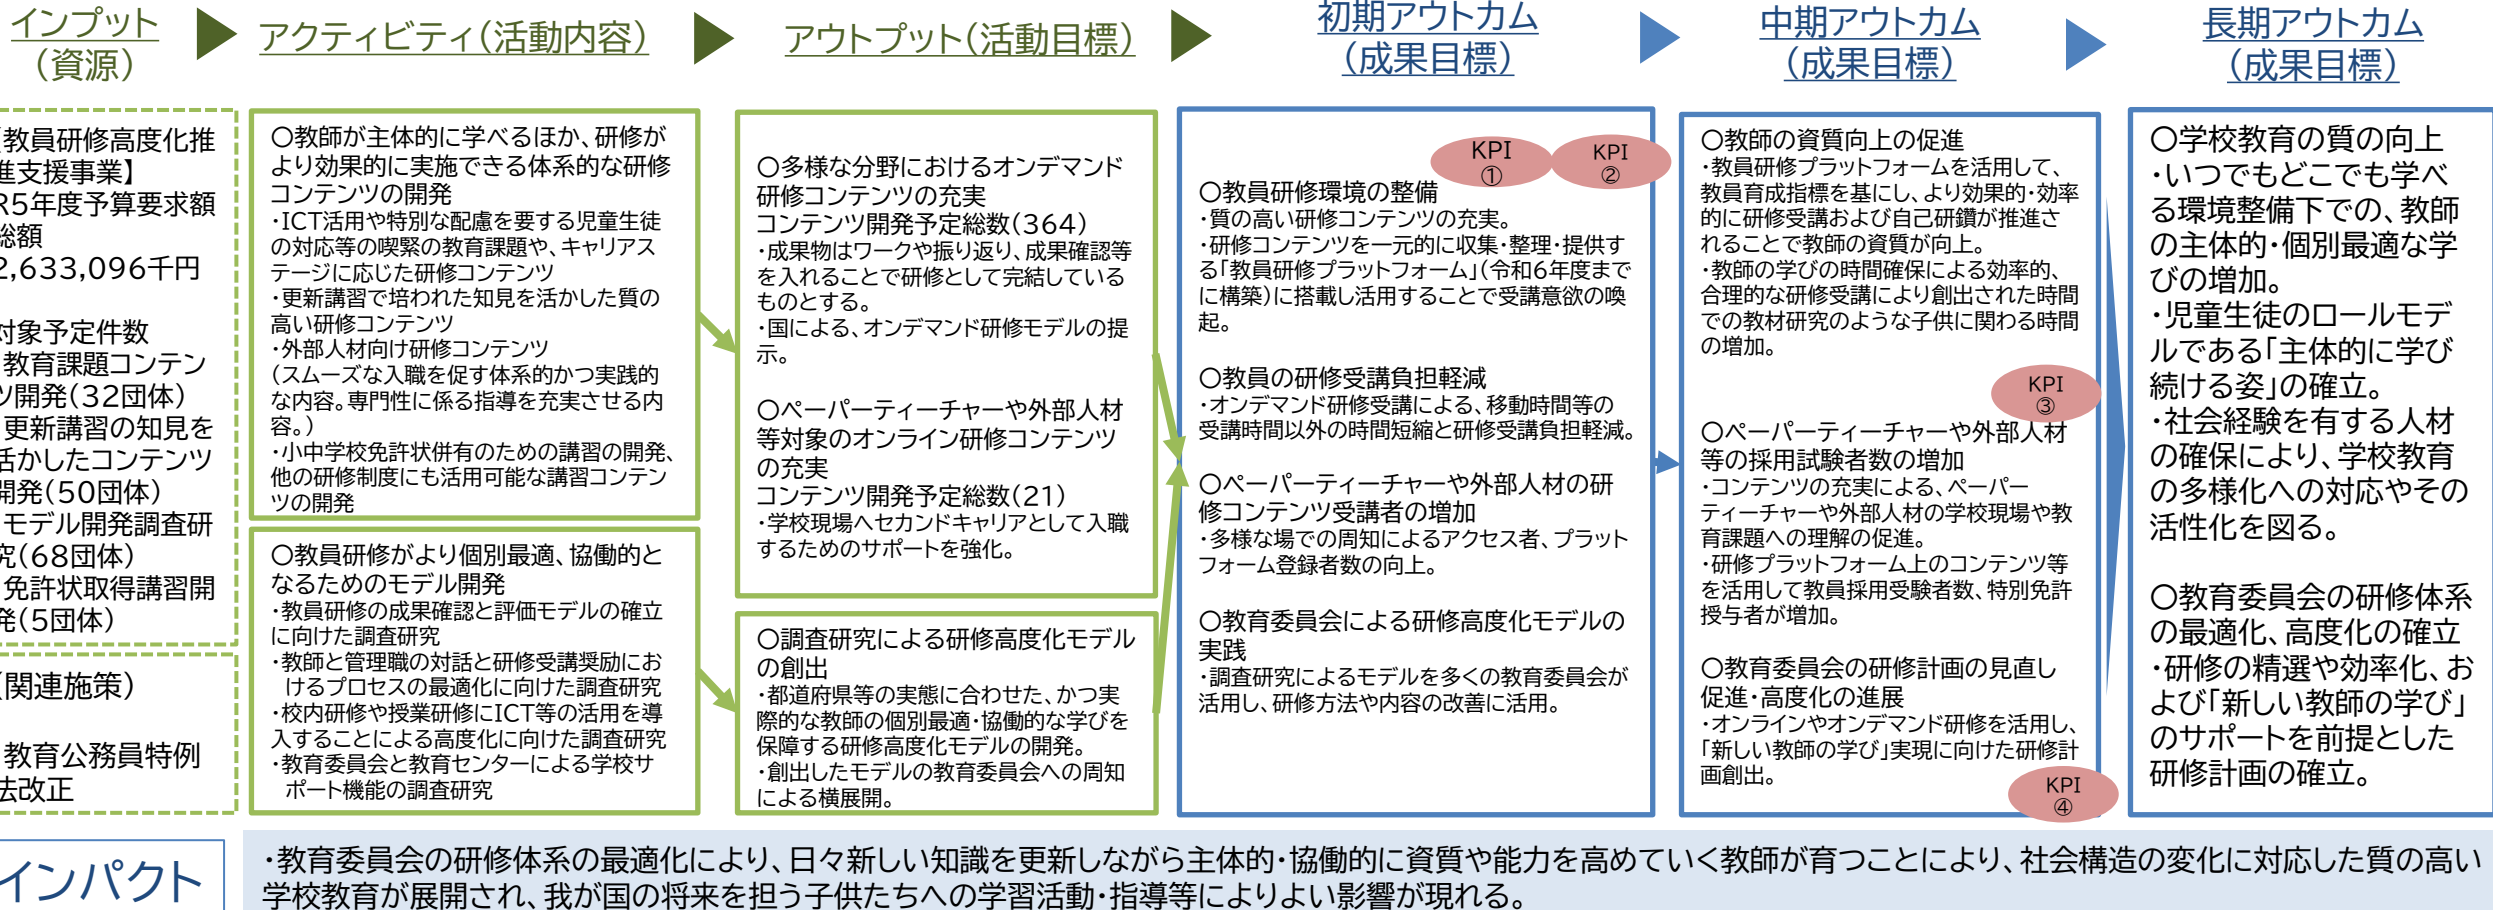 インプット
（資源）
アクティビティ（活動内容）
アウトプット（活動目標）
初期アウトカム
（成果目標）
中期アウトカム
（成果目標）
長期アウトカム
（成果目標）
教員研修高度化推
進支援事業】
R5年度予算要求額
総額
2,633,096千円
対象予定件数
教育課題コンテン
ツ開発（32団体）
更新講習の知見を
活かしたコンテンツ
開発（50団体）
モデル開発調査研
究（68団体）
免許状取得講習開
発（5団体）
（関連施策）
教育公務員特例
法改正
〇教師が主体的に学べるほか、研修が
より効果的に実施できる体系的な研修
コンテンツの開発
・ICT活用や特別な配慮を要する児童生徒
の対応等の喫緊の教育課題や、キャリアス
テージに応じた研修コンテンツ
・更新講習で培われた知見を活かした質の
高い研修コンテンツ
・外部人材向け研修コンテンツ
（スムーズな入職を促す体系的かつ実践的
な内容。専門性に係る指導を充実させる内
容。）
・小中学校免許状併有のための講習の開発、
他の研修制度にも活用可能な講習コンテン
ツの開発
〇教員研修がより個別最適、協働的と
なるためのモデル開発
・教員研修の成果確認と評価モデルの確立
に向けた調査研究
・教師と管理職の対話と研修受講奨励にお
けるプロセスの最適化に向けた調査研究
・校内研修や授業研修にICT等の活用を導
入することによる高度化に向けた調査研究
・教育委員会と教育センターによる学校サ
ポート機能の調査研究
〇多様な分野におけるオンデマンド
研修コンテンツの充実
コンテンツ開発予定総数（364）
・成果物はワークや振り返り、成果確認等
を入れることで研修として完結している
ものとする。
・国による、オンデマンド研修モデルの提
示。
〇ペーパーティーチャーや外部人材
等対象のオンライン研修コンテンツ
の充実
コンテンツ開発予定総数（21）
・学校現場へセカンドキャリアとして入職
するためのサポートを強化。
〇調査研究による研修高度化モデル
の創出
・都道府県等の実態に合わせた、かつ実
際的な教師の個別最適・協働的な学びを
保障する研修高度化モデルの開発。
・創出したモデルの教育委員会への周知
による横展開。
KPI
①
KPI
②
〇教員研修環境の整備
・質の高い研修コンテンツの充実。
・研修コンテンツを一元的に収集・整理・提供す
る「教員研修プラットフォーム」（令和6年度まで
に構築）に搭載し活用することで受講意欲の喚
起。
〇教員の研修受講負担軽減
・オンデマンド研修受講による、移動時間等の
受講時間以外の時間短縮と研修受講負担軽減。
〇ペーパーティーチャーや外部人材の研
修コンテンツ受講者の増加
・多様な場での周知によるアクセス者、プラット
フォーム登録者数の向上。
〇教育委員会による研修高度化モデルの
実践
・調査研究によるモデルを多くの教育委員会が
活用し、研修方法や内容の改善に活用。
〇教師の資質向上の促進
・教員研修プラットフォームを活用して、
教員育成指標を基にし、より効果的・効率
的に研修受講および自己研鑽が推進さ
れることで教師の資質が向上。
・教師の学びの時間確保による効率的、
合理的な研修受講により創出された時間
での教材研究のような子供に関わる時間
の増加。
KPI
③
〇ペーパーティーチャーや外部人材
等の採用試験者数の増加
・コンテンツの充実による、ペーパー
ティーチャーや外部人材の学校現場や教
育課題への理解の促進。
・研修プラットフォーム上のコンテンツ等
を活用して教員採用受験者数、特別免許
授与者が増加。
〇教育委員会の研修計画の見直し
促進・高度化の進展
・オンラインやオンデマンド研修を活用し、
「新しい教師の学び」実現に向けた研修計
画創出。
KPI
④
〇学校教育の質の向上
・いつでもどこでも学べ
る環境整備下での、教師
の主体的・個別最適な学
びの増加。
・児童生徒のロールモデ
ルである「主体的に学び
続ける姿」の確立。
・社会経験を有する人材
の確保により、学校教育
の多様化への対応やその
活性化を図る。
〇教育委員会の研修体系
の最適化、高度化の確立
・研修の精選や効率化、お
よび「新しい教師の学び」
のサポートを前提とした
研修計画の確立。
インパクト
・教育委員会の研修体系の最適化により、日々新しい知識を更新しながら主体的・協働的に資質や能力を高めていく教師が育つことにより、社会構造の変化に対応した質の高い
学校教育が展開され、我が国の将来を担う子供たちへの学習活動・指導等によりよい影響が現れる。